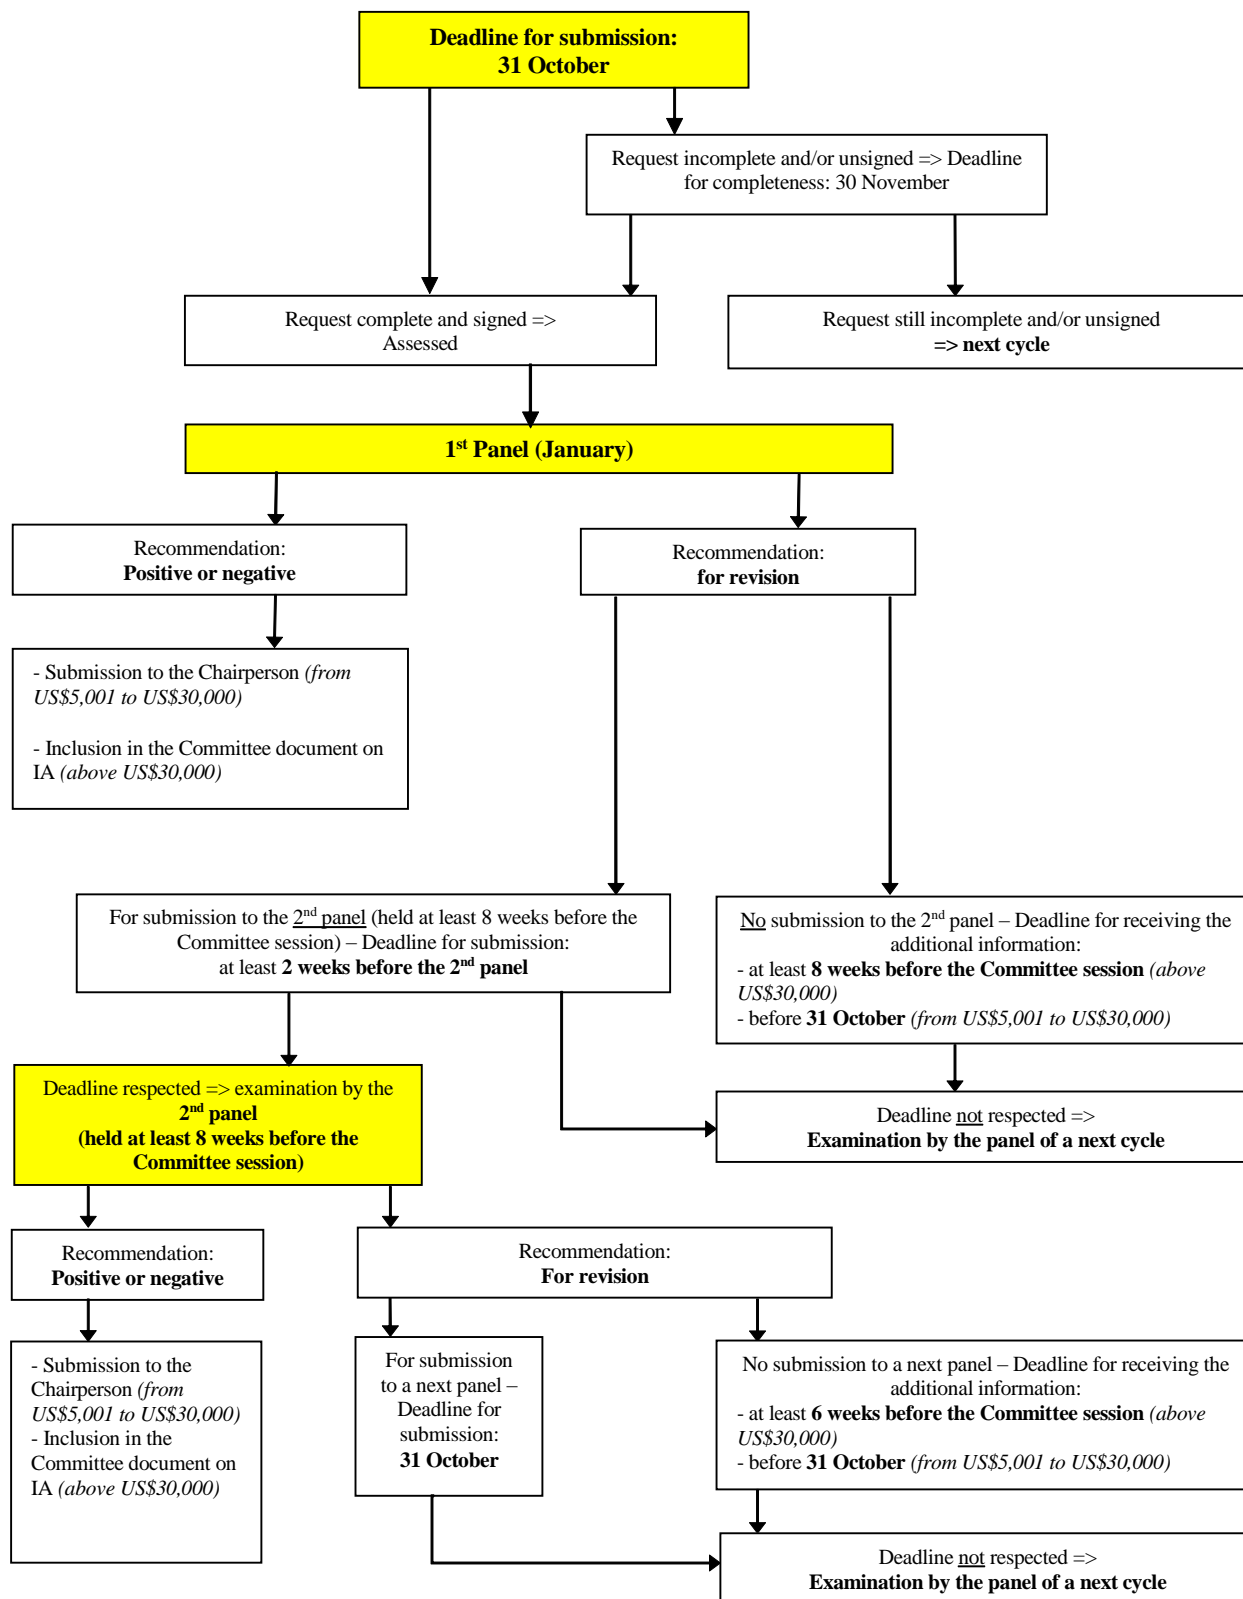 Deadline for submission:
31 October
Request incomplete and/or unsigned => Deadline
for completeness: 30 November
Request complete and signed =>
Assessed
Request still incomplete and/or unsigned
=> next cycle
1st Panel (January)
Recommendation:
Positive or negative
Recommendation:
for revision
- Submission to the Chairperson (from
US$5,001 to US$30,000)
- Inclusion in the Committee document on
IA (above US$30,000)
For submission to the 2nd panel (held at least 8 weeks before the
Committee session) – Deadline for submission:
at least 2 weeks before the 2nd panel
No submission to the 2nd panel – Deadline for receiving the
additional information:
- at least 8 weeks before the Committee session (above
US$30,000)
- before 31 October (from US$5,001 to US$30,000)
Deadline respected => examination by the
2nd panel
(held at least 8 weeks before the
Committee session)
Deadline not respected =>
Examination by the panel of a next cycle
Recommendation:
Positive or negative
Recommendation:
For revision
- Submission to the
Chairperson (from
US$5,001 to US$30,000)
- Inclusion in the
Committee document on
IA (above US$30,000)
For submission
to a next panel –
Deadline for
submission:
31 October
No submission to a next panel – Deadline for receiving the
additional information:
- at least 6 weeks before the Committee session (above
US$30,000)
- before 31 October (from US$5,001 to US$30,000)
Deadline not respected =>
Examination by the panel of a next cycle